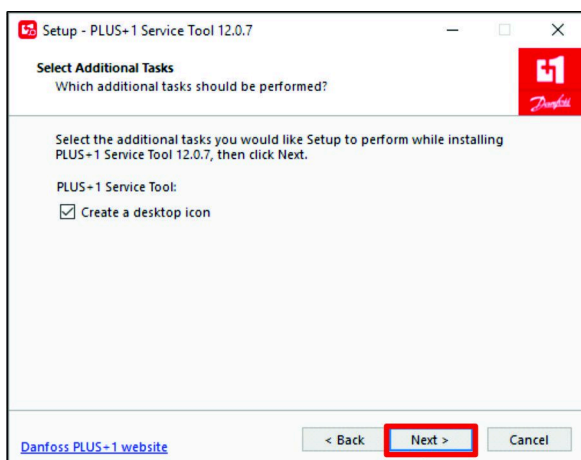 Setup - PLUS+1 Service Tool 12.0.7
Select Additional Tasks
Which additional tasks should be performed?
+1
Danfoss
Select the additional tasks you would like Setup to perform while installing
PLUS+1 Service Tool 12.0.7, then click Next.
PLUS+1 Service Tool:
Create a desktop icon
Danfoss PLUS+1 website
< Back
Next >
Cancel